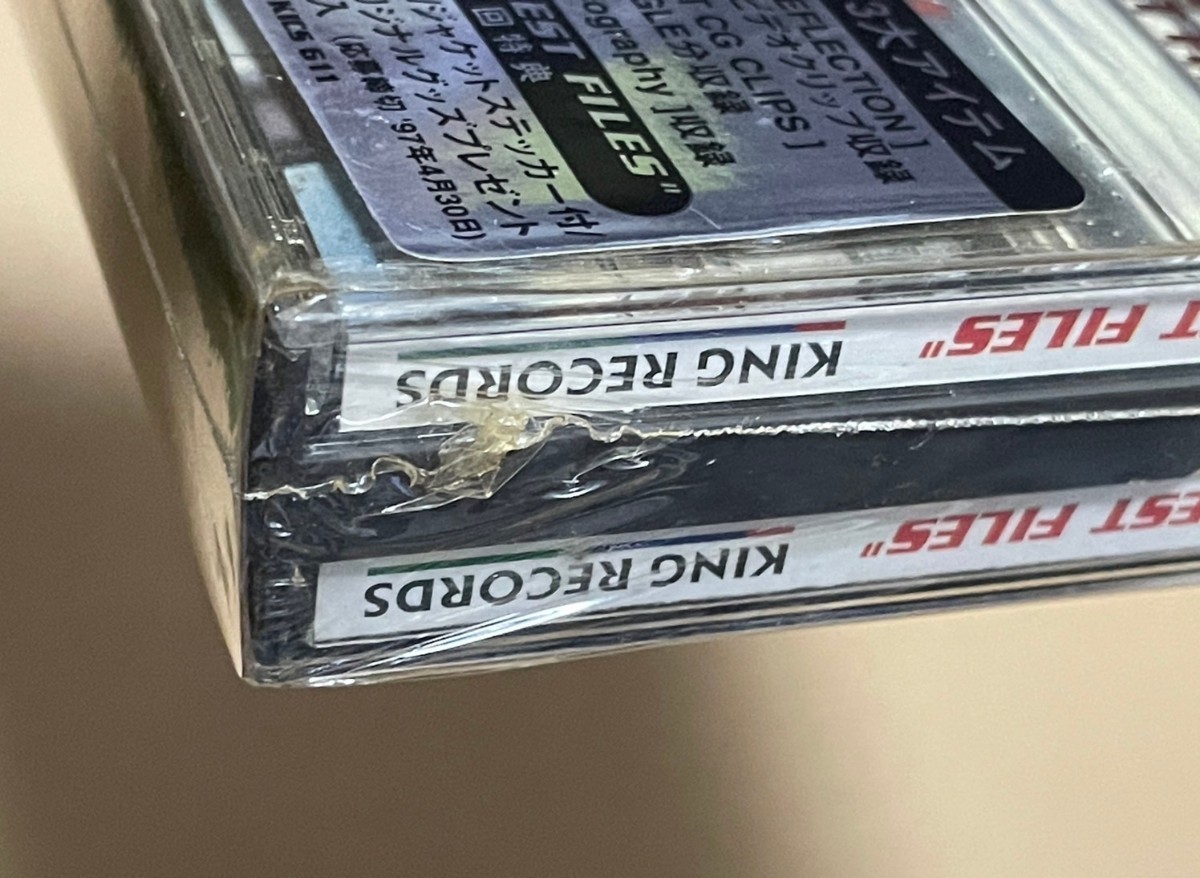 3大アイテム
EFLECTION]
デオクリップ収録
T CG CLIPS]
GLE分収録
ography]収録
EST FILES"
回特典
ジャケットステッカー付/
リジナルグッズプレゼント
(応募締切 '97年4月30日)
KICS 611
KING RECORDS
T FILES"
KING RECORDS
EST FILES"